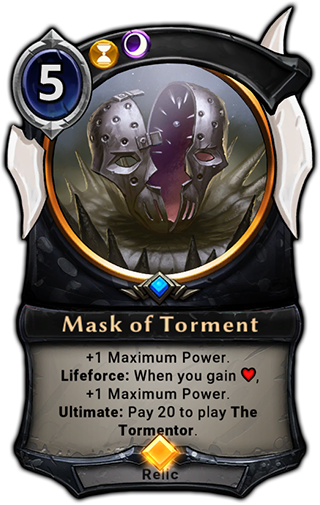 5
Mask of Torment
+1 Maximum Power.
Lifeforce: When you gain ❤,
+1 Maximum Power.
Ultimate: Pay 20 to play The
Tormentor.
Relic